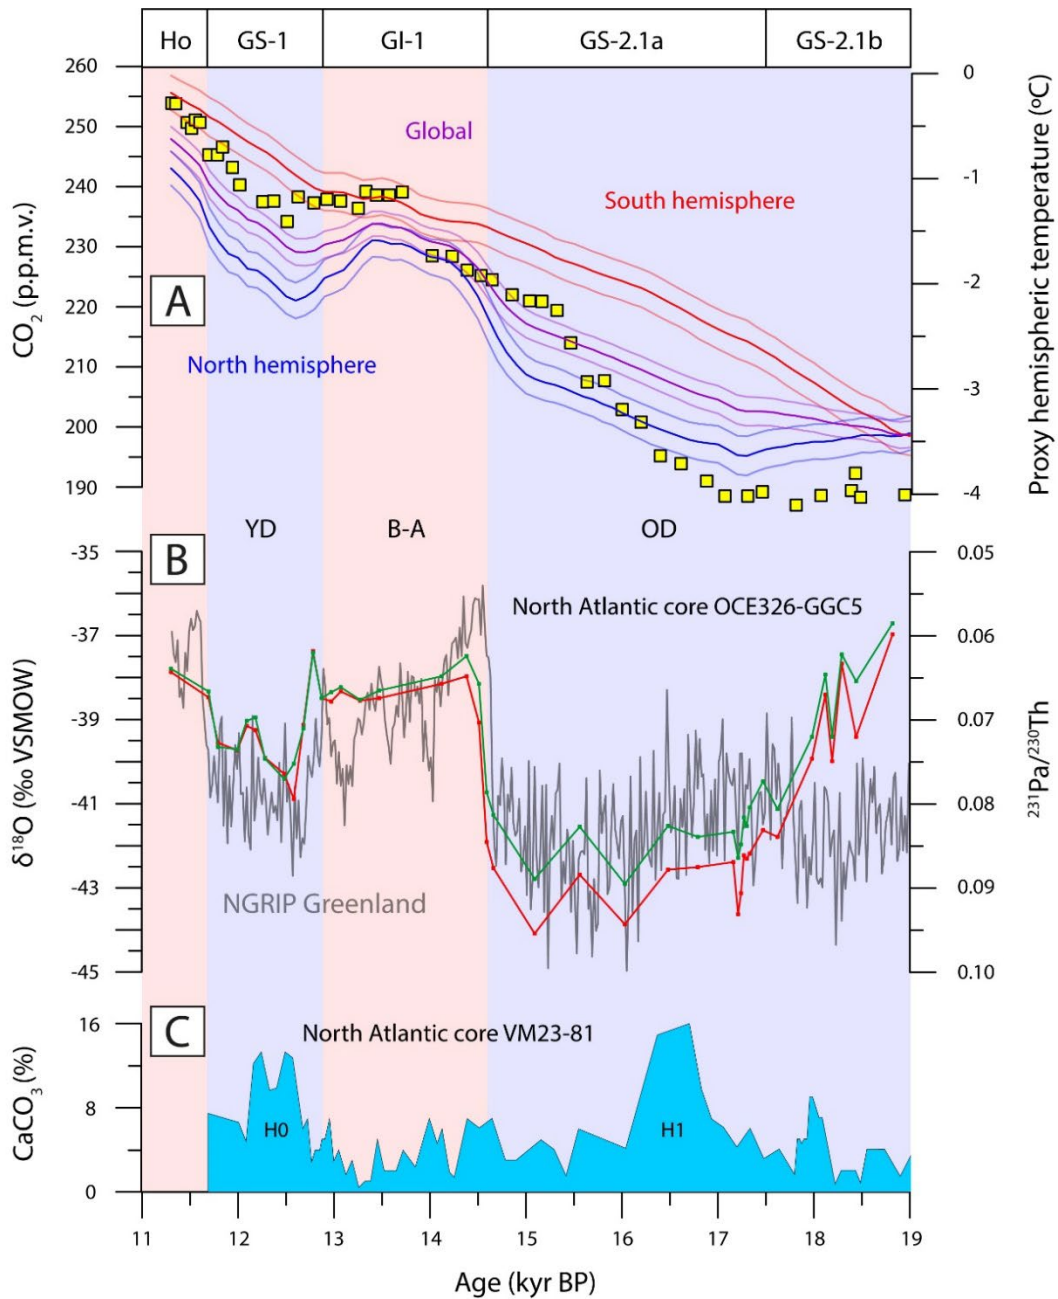 Ho GS-1 GI-1 GS-2.1a GS-2.1b
260
250
240
230
220
210
200
190
CO₂ (p.p.m.v.)
0
-1
-2
-3
-4
Proxy hemispheric temperature (ºC)
Global
South hemisphere
A
North hemisphere
YD B-A OD
B
-35
-37
-39
-41
-43
-45
δ¹⁸O (‰ VSMOW)
0.05
0.06
0.07
0.08
0.09
0.10
²³¹Pa/²³⁰Th
North Atlantic core OCE326-GGC5
NGRIP Greenland
C
North Atlantic core VM23-81
16
8
0
CaCO₃ (%)
H0 H1
11 12 13 14 15 16 17 18 19
Age (kyr BP)